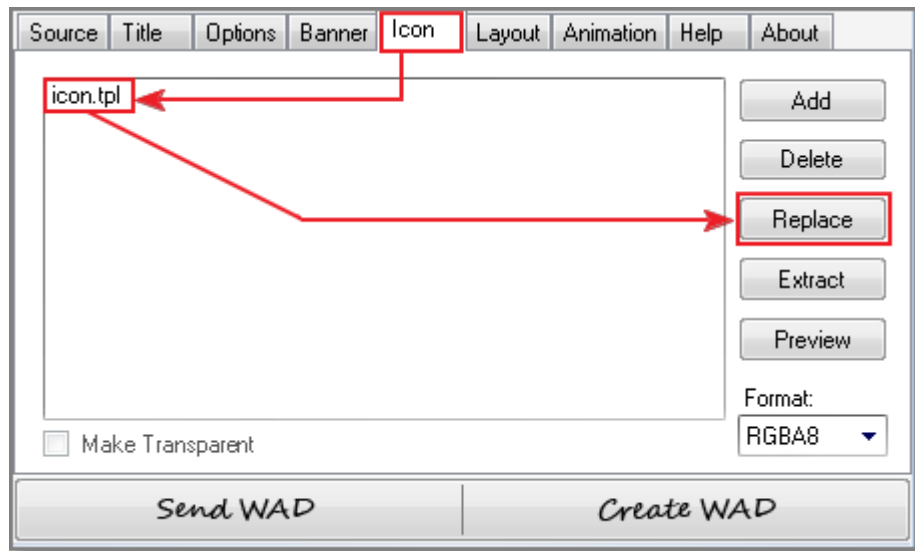 Source Title Options Banner Icon Layout Animation Help About
icon.tpl
Add
Delete
Replace
Extract
Preview
Format:
RGBA8
Make Transparent
Send WAD Create WAD